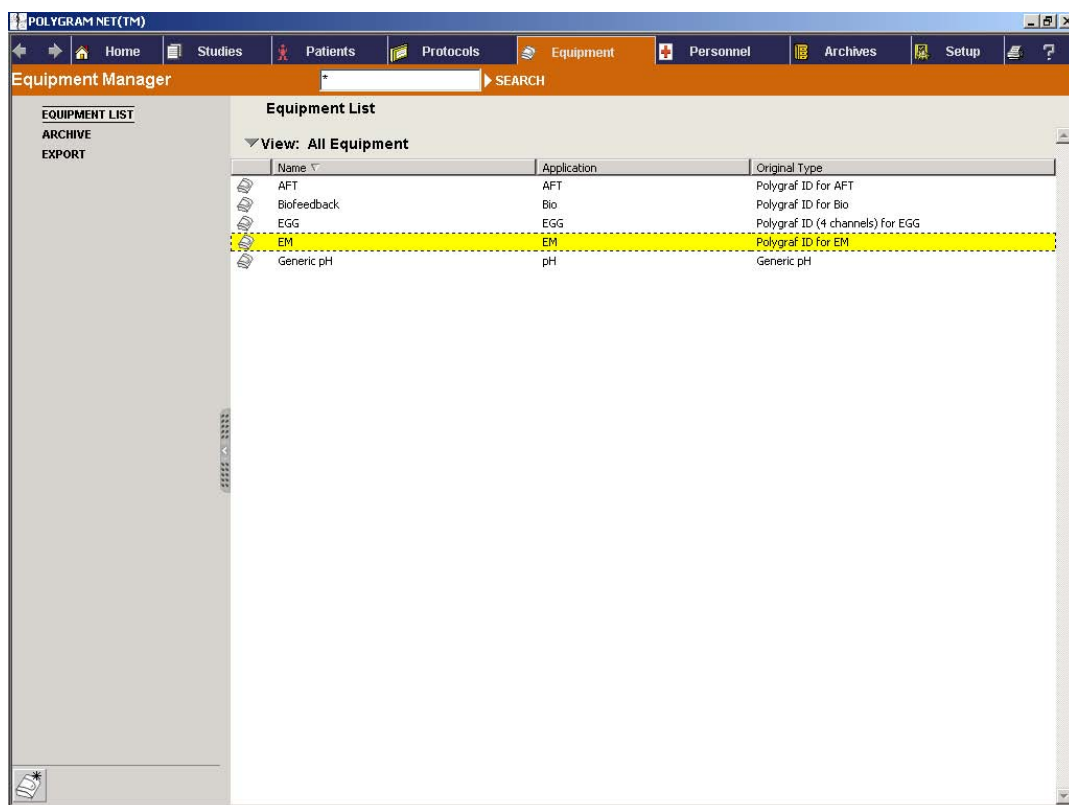 POLYGRAM NET(TM)
Home Studies Patients Protocols Equipment Personnel Archives Setup ?
Equipment Manager * SEARCH
EQUIPMENT LIST
ARCHIVE
EXPORT
Equipment List
View: All Equipment
Name Application Original Type
AFT AFT Polygraf ID for AFT
Biofeedback Bio Polygraf ID for Bio
EGG EGG Polygraf ID (4 channels) for EGG
EM EM Polygraf ID for EM
Generic pH pH Generic pH